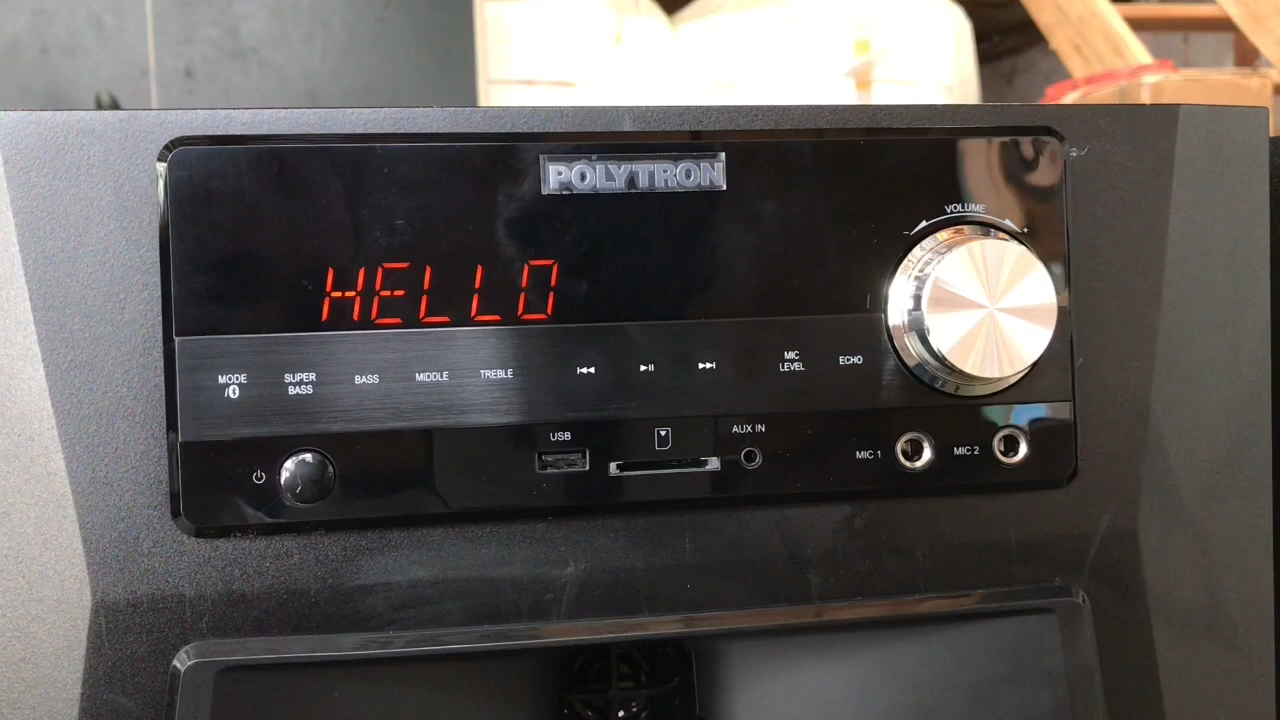 POLYTRON
VOLUME
- +
HELLO
MODE
/
SUPER
BASS
BASS
MIDDLE
TREBLE
MIC
LEVEL
ECHO
USB
AUX IN
MIC 1
MIC 2